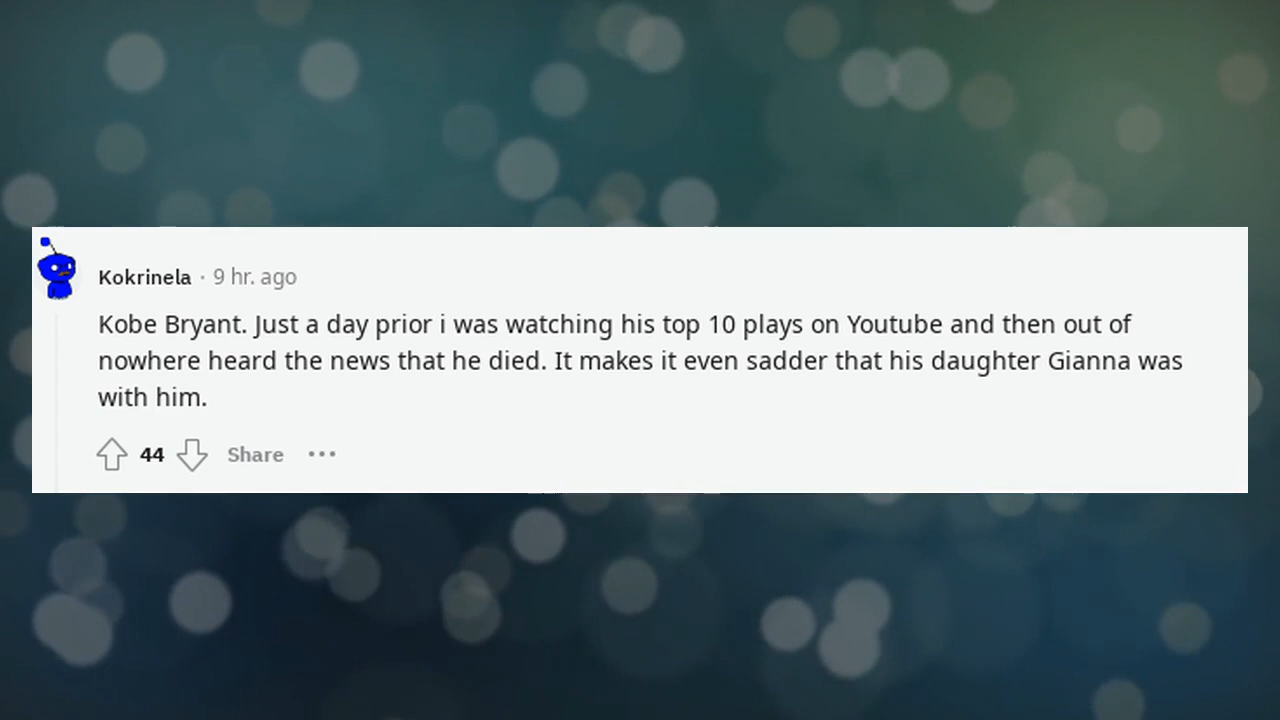 Kokrinela · 9 hr. ago
Kobe Bryant. Just a day prior i was watching his top 10 plays on Youtube and then out of
nowhere heard the news that he died. It makes it even sadder that his daughter Gianna was
with him.
44 Share ···